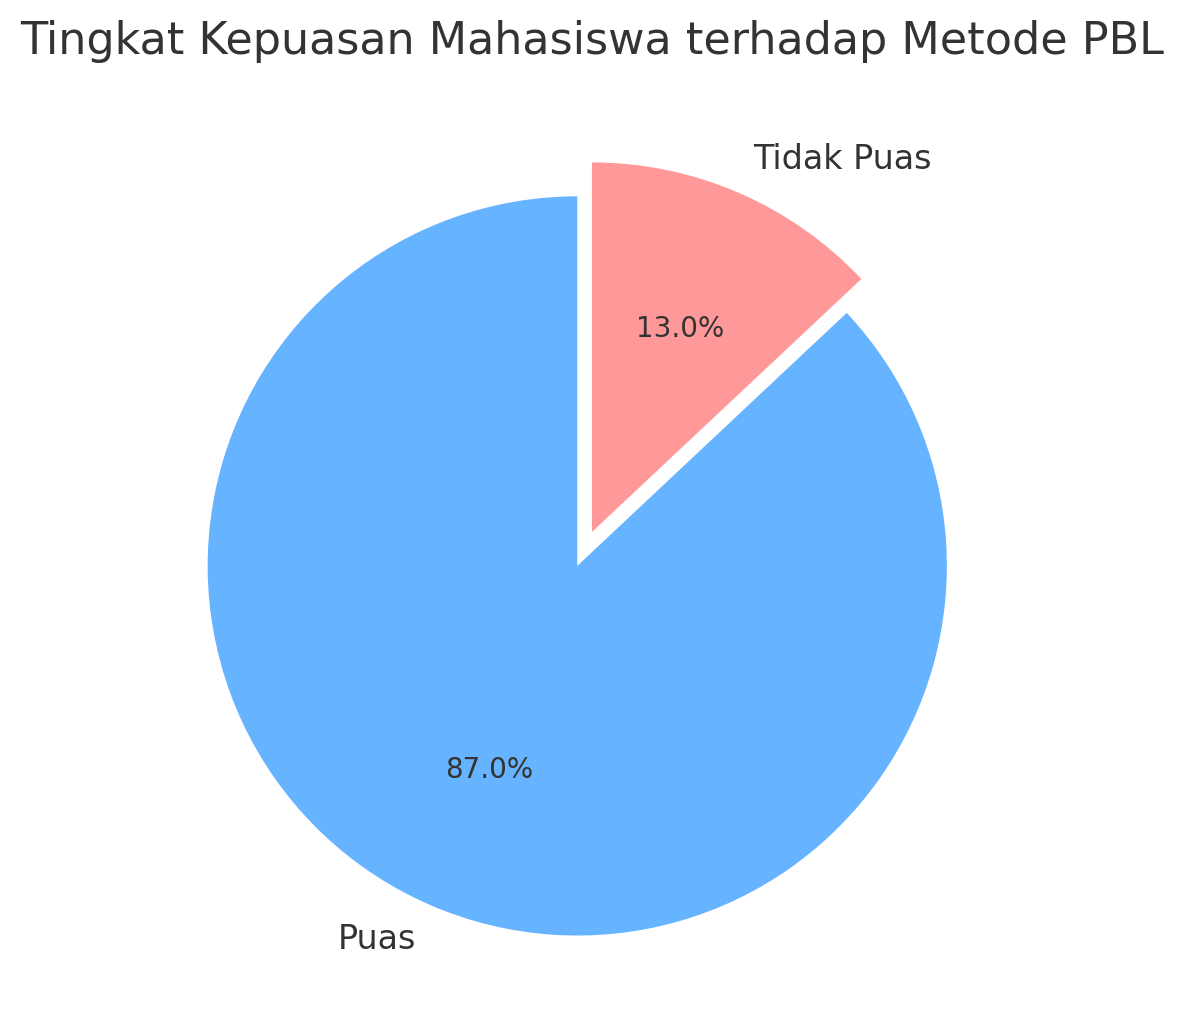 Tingkat Kepuasan Mahasiswa terhadap Metode PBL
Tidak Puas
13.0%
87.0%
Puas